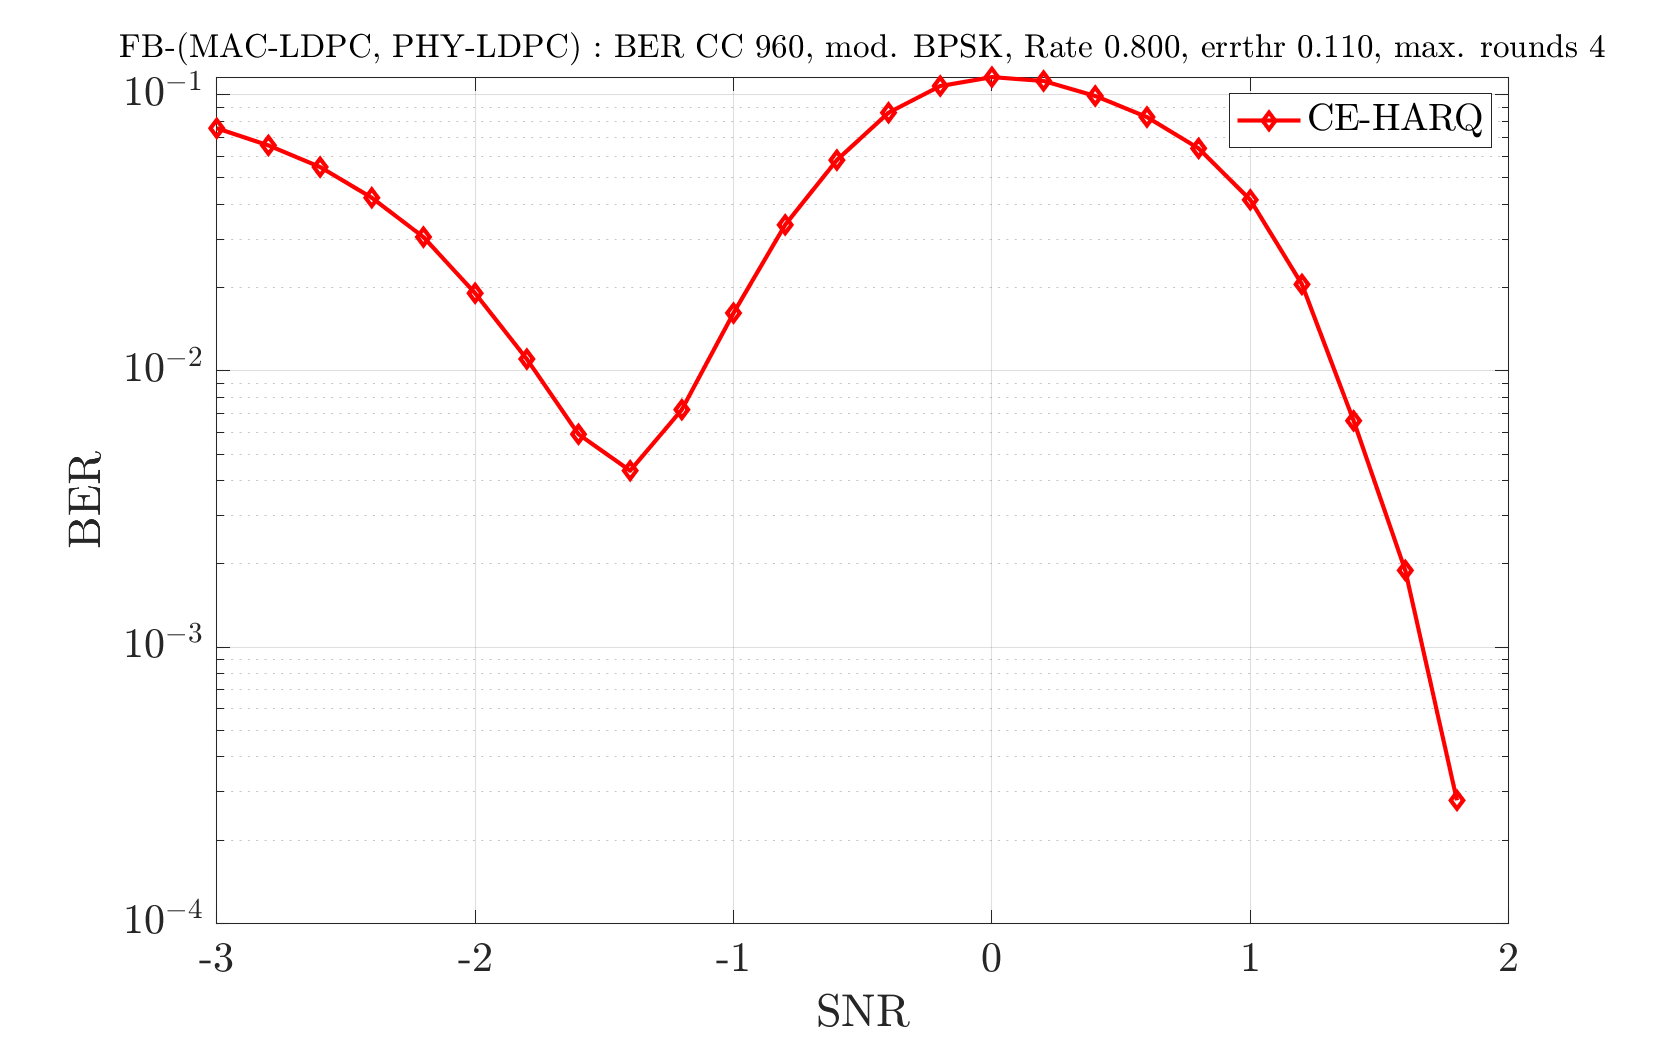 FB-(MAC-LDPC, PHY-LDPC) : BER CC 960, mod. BPSK, Rate 0.800, errthr 0.110, max. rounds 4
CE-HARQ
10⁻¹
10⁻²
10⁻³
10⁻⁴
BER
-3 -2 -1 0 1 2
SNR